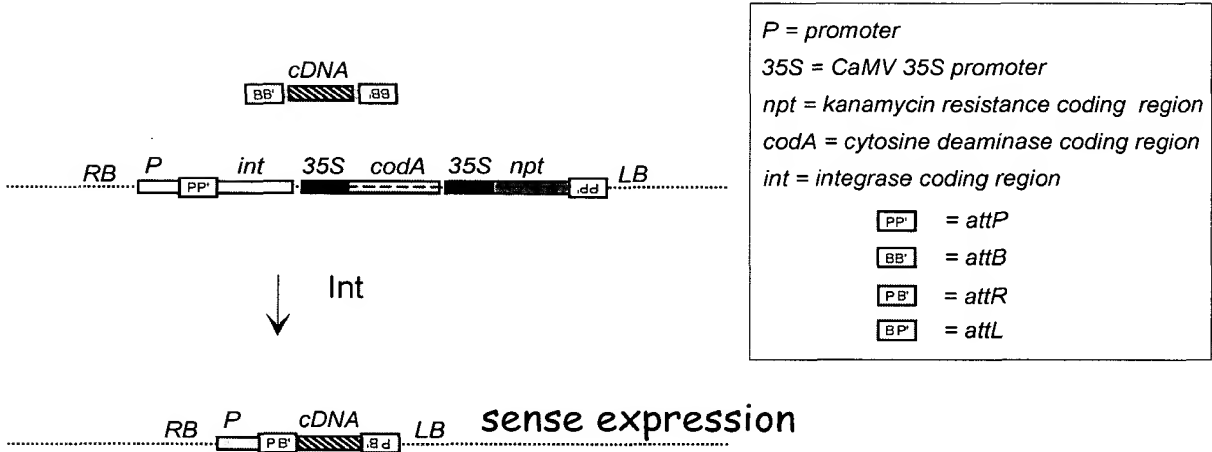 cDNA
BB' BB'
RB P int 35S codA 35S npt LB
PP' PP'
Int
RB P cDNA LB sense expression
PB' PB'
P = promoter
35S = CaMV 35S promoter
npt = kanamycin resistance coding region
codA = cytosine deaminase coding region
int = integrase coding region
PP' = attP
BB' = attB
PB' = attR
BP' = attL